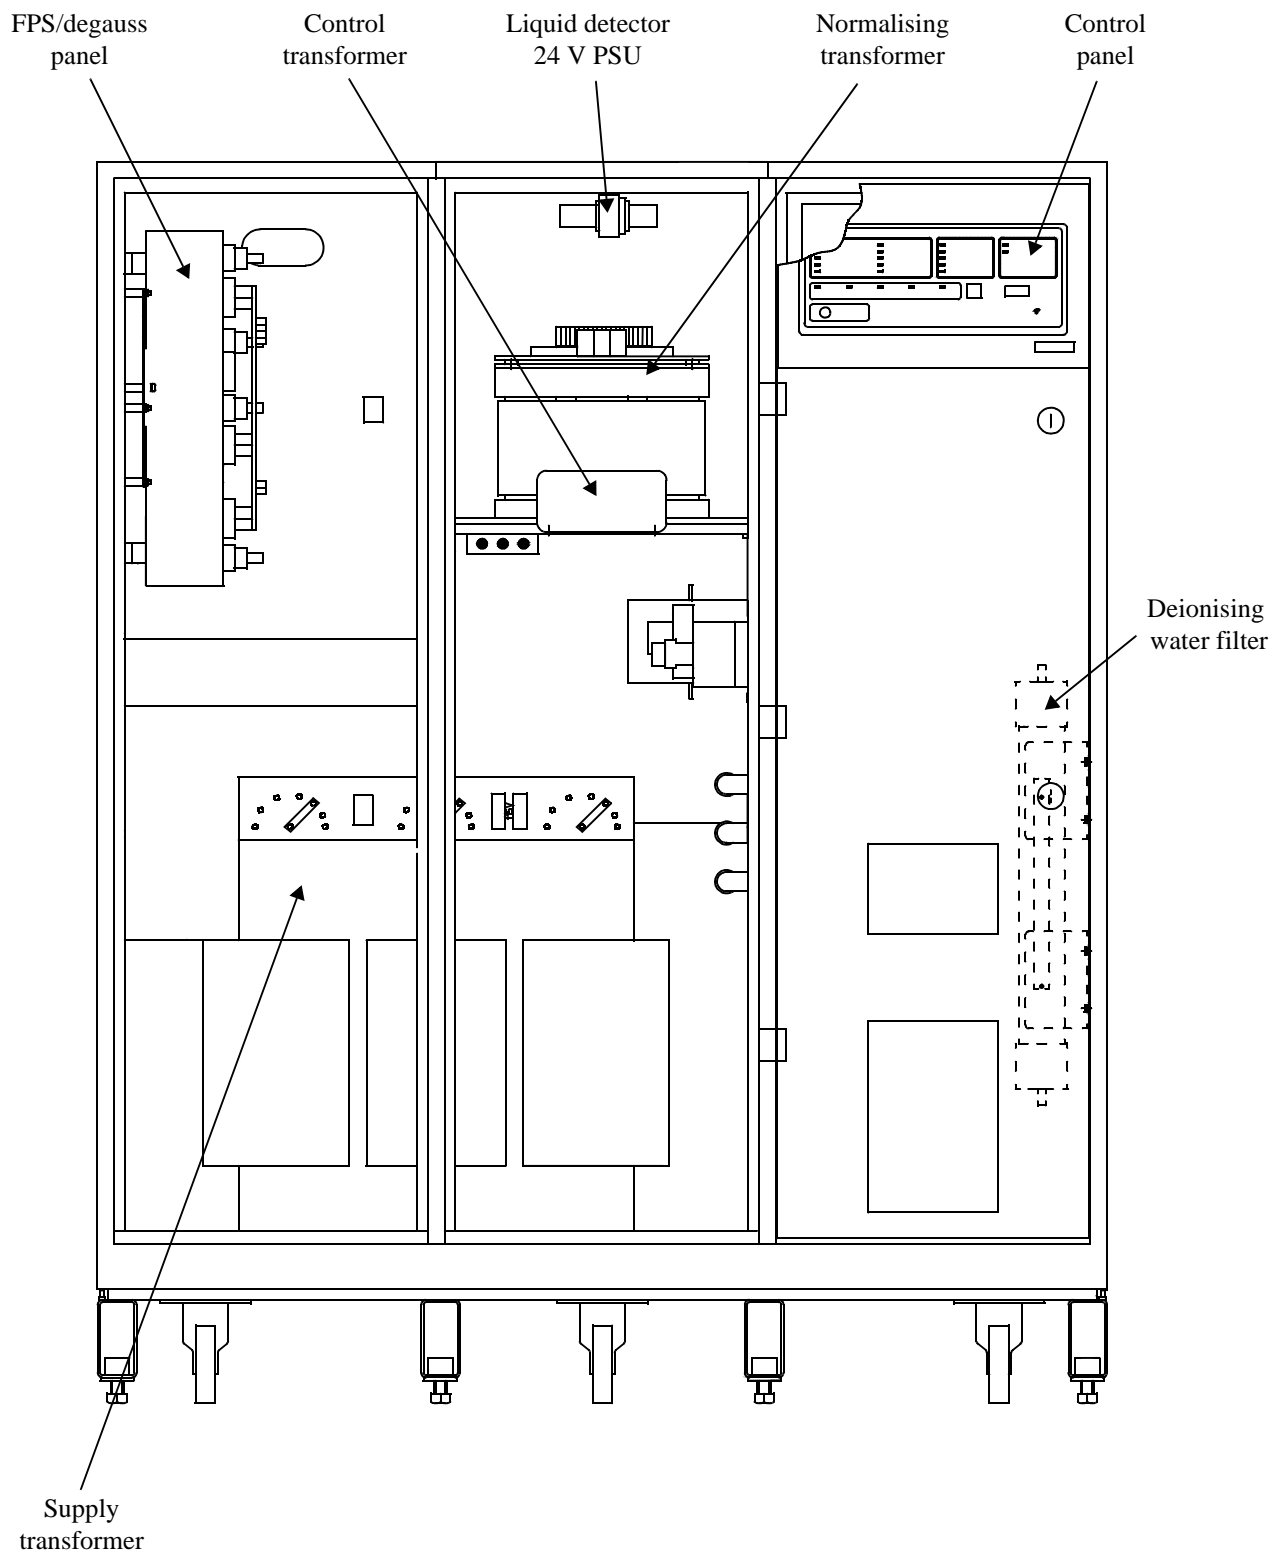 FPS/degauss
panel
Control
transformer
Liquid detector
24 V PSU
Normalising
transformer
Control
panel
Deionising
water filter
Supply
transformer